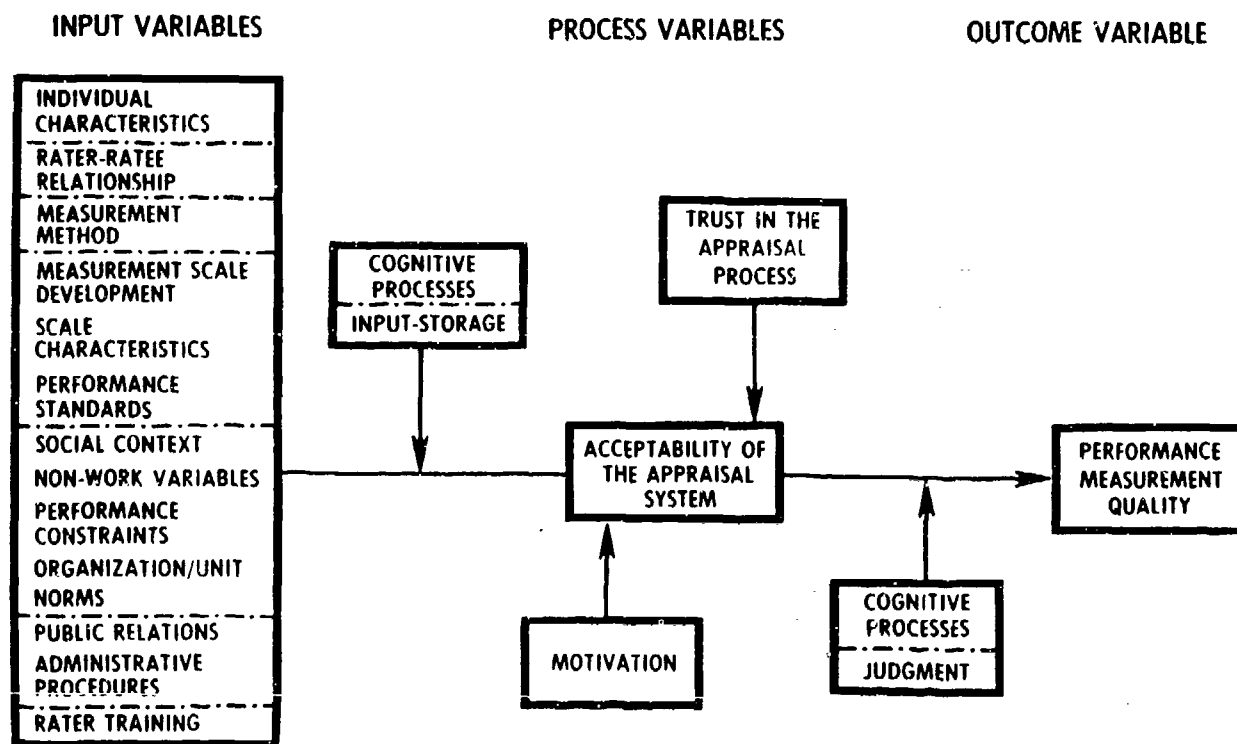 INPUT VARIABLES
PROCESS VARIABLES
OUTCOME VARIABLE
INDIVIDUAL
CHARACTERISTICS
RATER-RATEE
RELATIONSHIP
MEASUREMENT
METHOD
MEASUREMENT SCALE
DEVELOPMENT
SCALE
CHARACTERISTICS
PERFORMANCE
STANDARDS
SOCIAL CONTEXT
NON-WORK VARIABLES
PERFORMANCE
CONSTRAINTS
ORGANIZATION/UNIT
NORMS
PUBLIC RELATIONS
ADMINISTRATIVE
PROCEDURES
RATER TRAINING
COGNITIVE
PROCESSES
INPUT-STORAGE
TRUST IN THE
APPRAISAL
PROCESS
ACCEPTABILITY OF
THE APPRAISAL
SYSTEM
MOTIVATION
COGNITIVE
PROCESSES
JUDGMENT
PERFORMANCE
MEASUREMENT
QUALITY